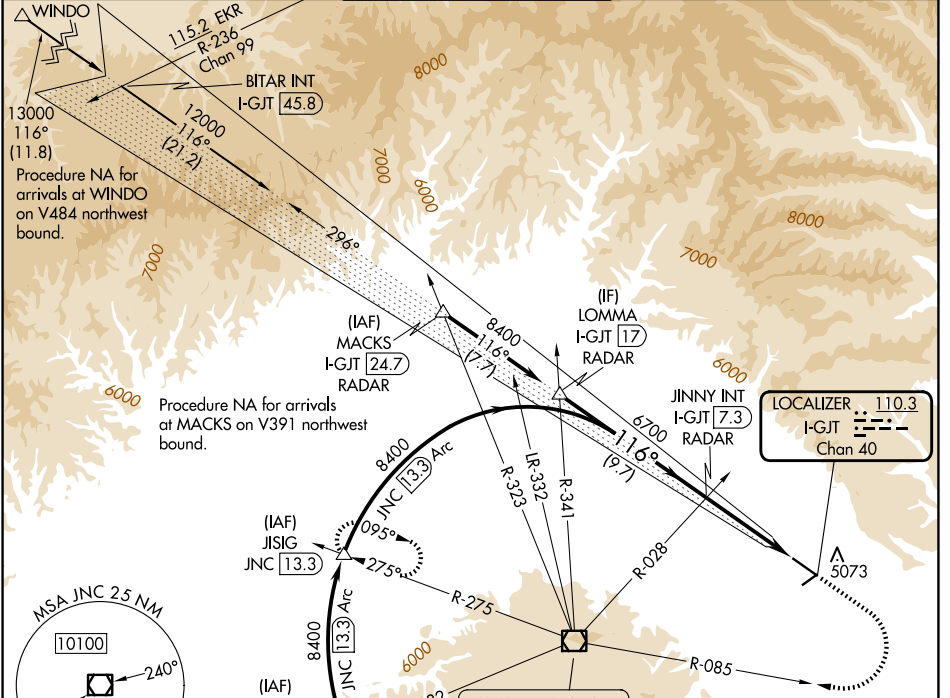 WINDO
115.2 EKR
R-236
Chan 99
8000
BITAR INT
I-GJT 45.8
13000
116°
(11.8)
12000
116°
(21.2)
Procedure NA for
arrivals at WINDO
on V484 northwest
bound.
7000
6000
8000
296°
7000
7000
(IAF)
MACKS
I-GJT 24.7
RADAR
8400
116°
(7.7)
(IF)
LOMMA
I-GJT 17
RADAR
6000
6000
Procedure NA for arrivals
at MACKS on V391 northwest
bound.
JINNY INT
I-GJT 7.3
RADAR
LOCALIZER 110.3
I-GJT
Chan 40
6700
116°
(9.7)
8400
JNC 13.3 Arc
R-323
LR-332
R-341
(IAF)
JISIG
JNC 13.3
095°
275°
R-028
5073
R-275
MSA JNC 25 NM
10100
240°
8400
JNC 13.3 Arc
6000
R-085
(IAF)